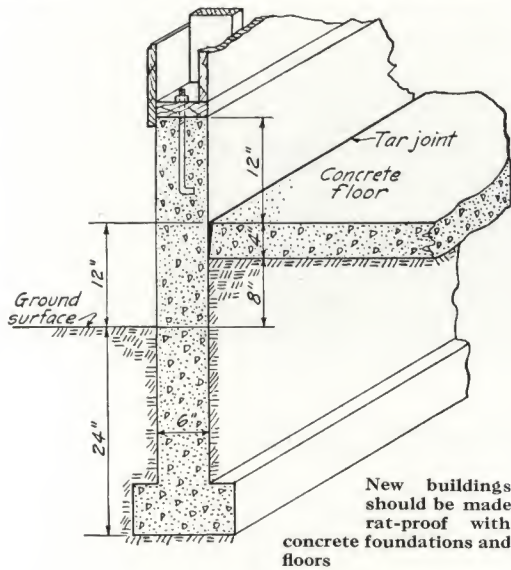 12"
Tar joint
Concrete
floor
4"
12"
8"
Ground
surface
6"
24"
New buildings
should be made
rat-proof with
concrete foundations and
floors